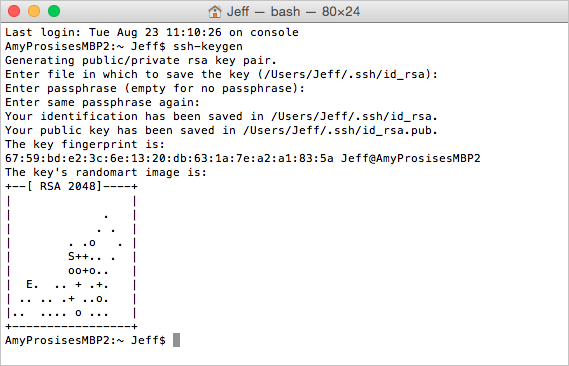 Jeff — bash — 80×24
Last login: Tue Aug 23 11:10:26 on console
AmyProsisesMBP2:~ Jeff$ ssh-keygen
Generating public/private rsa key pair.
Enter file in which to save the key (/Users/Jeff/.ssh/id_rsa):
Enter passphrase (empty for no passphrase):
Enter same passphrase again:
Your identification has been saved in /Users/Jeff/.ssh/id_rsa.
Your public key has been saved in /Users/Jeff/.ssh/id_rsa.pub.
The key fingerprint is:
67:59:bd:e2:3c:6e:13:20:db:63:1a:7e:a2:a1:83:5a Jeff@AmyProsisesMBP2
The key's randomart image is:
+--[ RSA 2048]----+
|                 |
|             .   |
|            . .  |
|        . .o   . |
|        S++.. .  |
|        oo+o..   |
|  E.  .. + .+.   |
| .. .. .+ ..o.   |
|..  .... o ...   |
+-----------------+
AmyProsisesMBP2:~ Jeff$